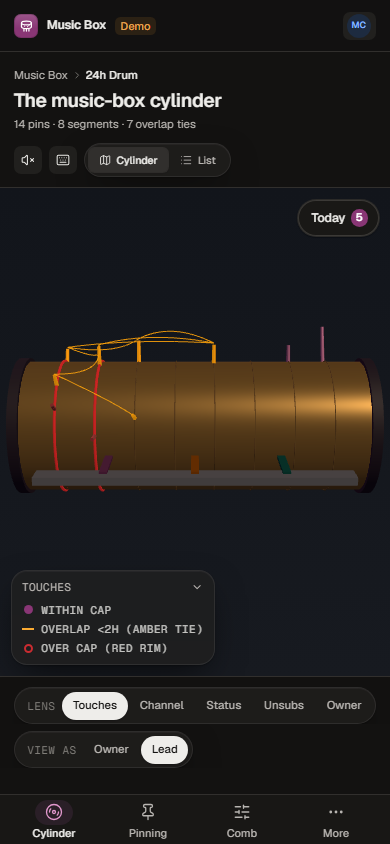 Music Box Demo MC
Music Box > 24h Drum
The music-box cylinder
14 pins · 8 segments · 7 overlap ties
Cylinder List
Today 5
TOUCHES
WITHIN CAP
OVERLAP <2H (AMBER TIE)
OVER CAP (RED RIM)
LENS Touches Channel Status Unsubs Owner
VIEW AS Owner Lead
Cylinder Pinning Comb More